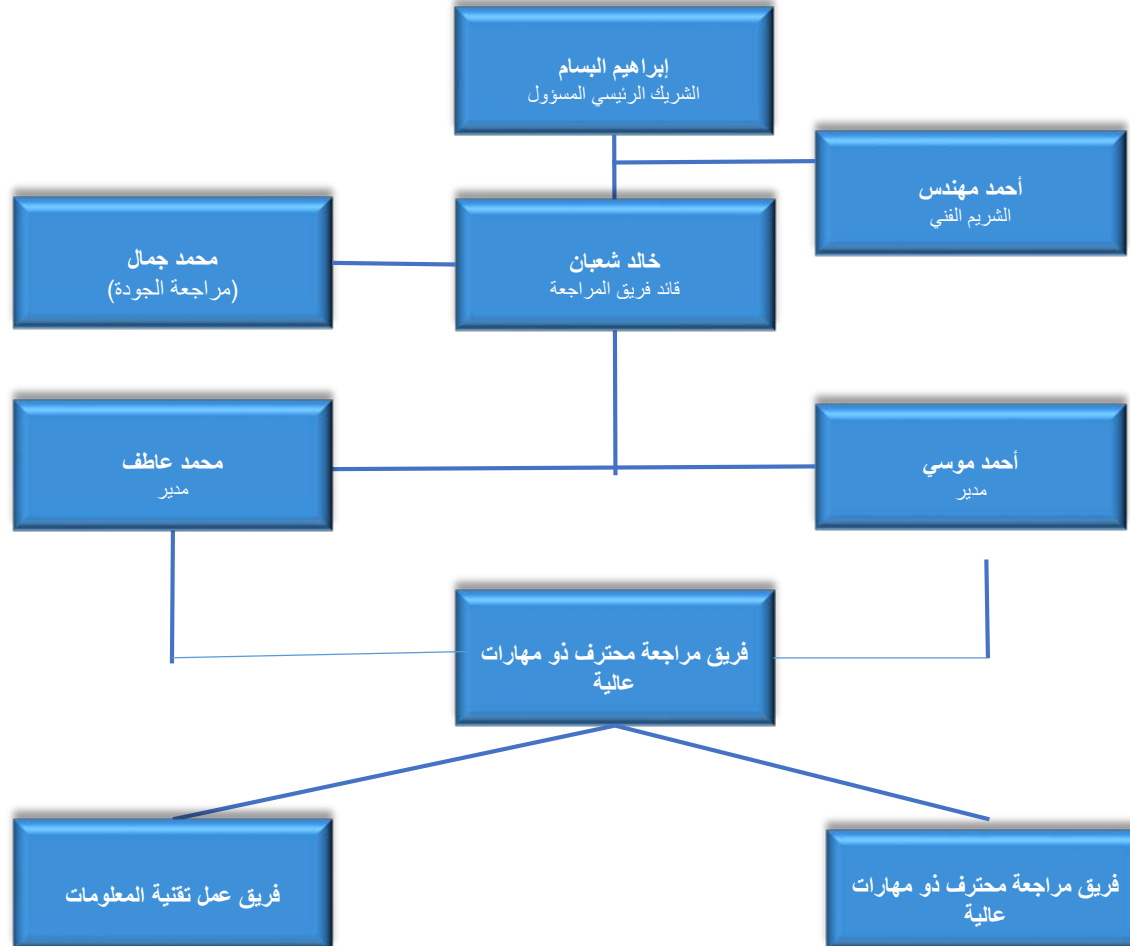 إبراهيم البسام
الشريك الرئيسي المسؤول
أحمد مهندس
الشريم الفني
خالد شعبان
قائد فريق المراجعة
محمد جمال
(مراجعة الجودة)
أحمد موسي
مدير
محمد عاطف
مدير
فريق مراجعة محترف ذو مهارات
عالية
فريق مراجعة محترف ذو مهارات
عالية
فريق عمل تقنية المعلومات